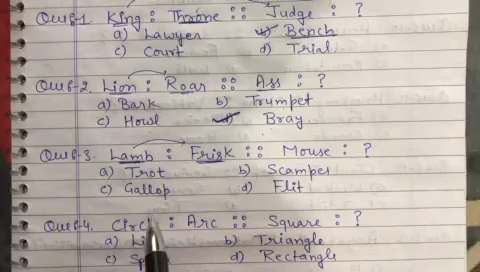 Ques-1. King : Throne :: Judge : ?
a) Lawyer b) Bench
c) Court d) Trial
Ques-2. Lion : Roar :: Ass : ?
a) Bark b) Trumpet
c) Howl d) Bray
Ques-3. Lamb : Frisk :: Mouse : ?
a) Trot b) Scamper
c) Gallop d) Flit
Ques-4. : Arc :: Square : ?
a) b) Triangle
c) d) Rectangle